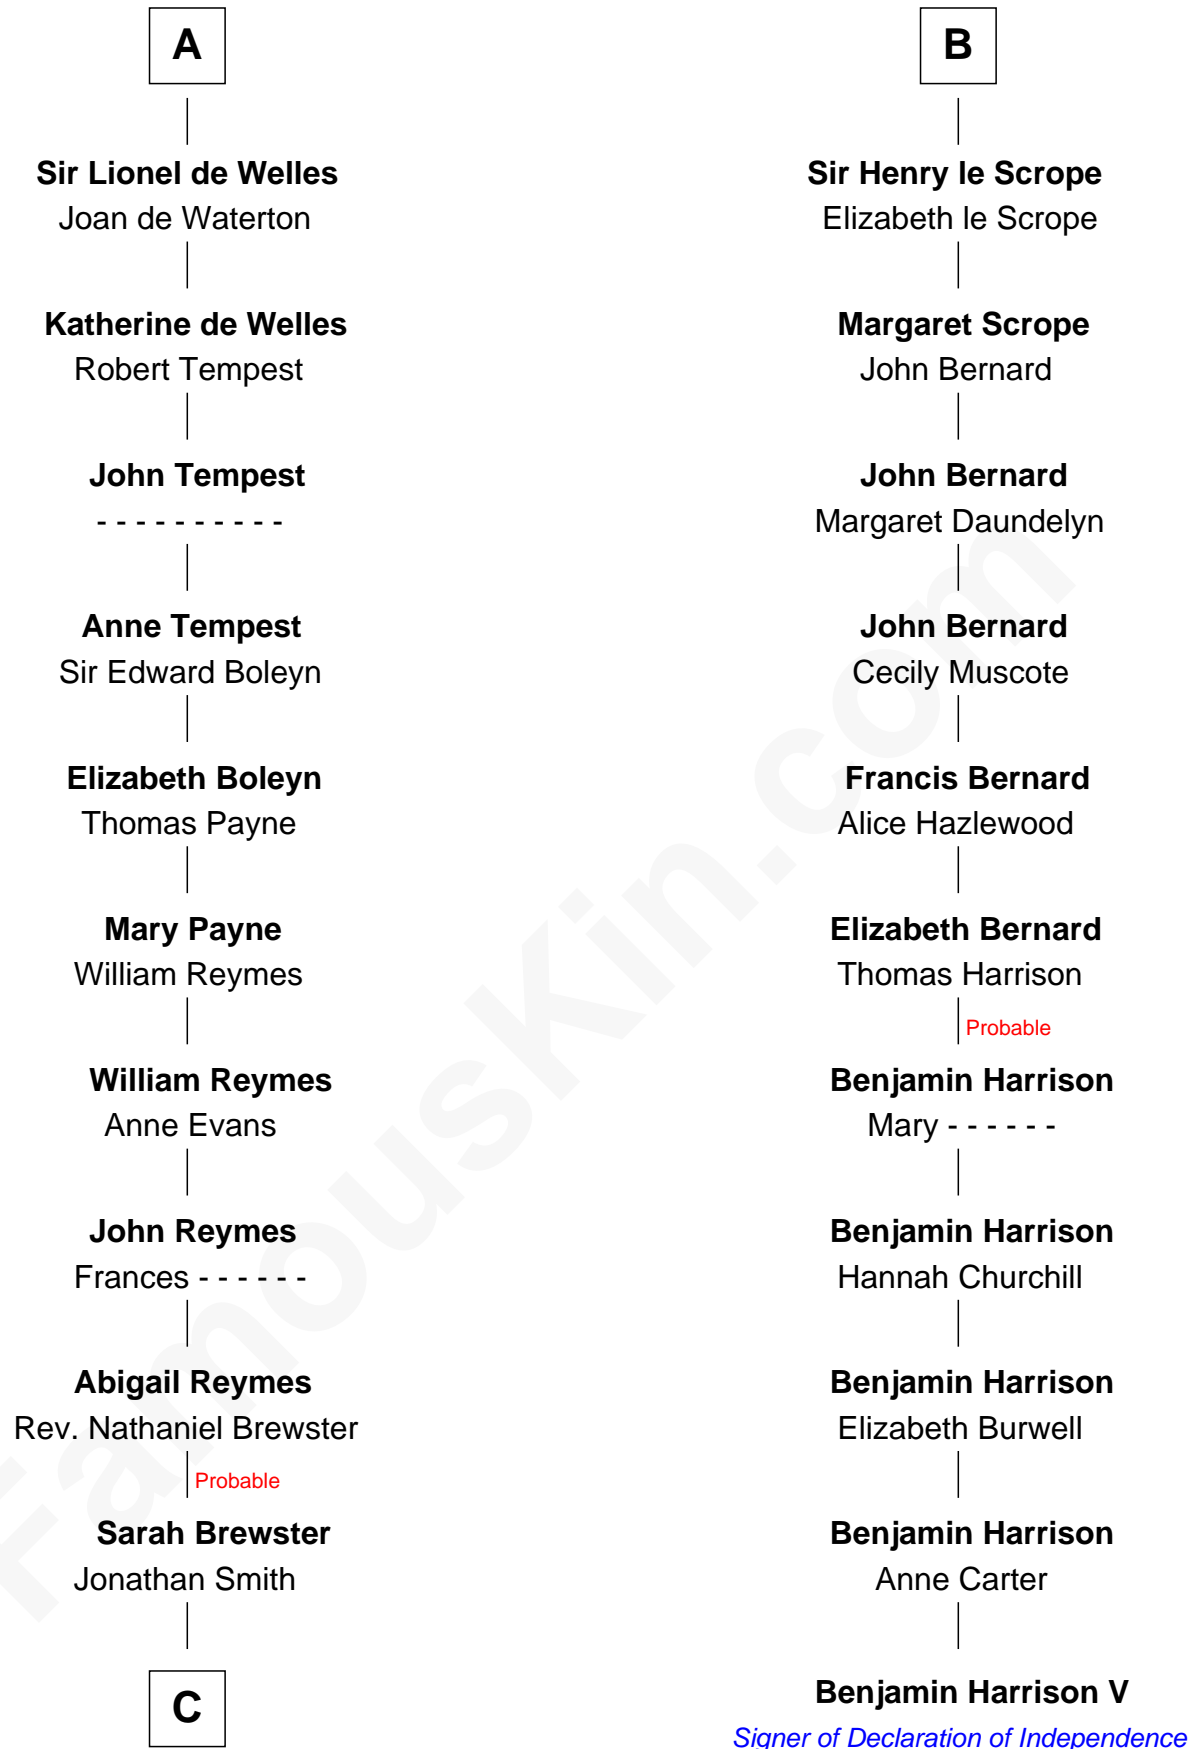 A
Sir Lionel de Welles
Joan de Waterton
Katherine de Welles
Robert Tempest
John Tempest
- - - - - - - - - -
Anne Tempest
Sir Edward Boleyn
Elizabeth Boleyn
Thomas Payne
Mary Payne
William Reymes
William Reymes
Anne Evans
John Reymes
Frances - - - - - -
Abigail Reymes
Rev. Nathaniel Brewster
Probable
Sarah Brewster
Jonathan Smith
C
B
Sir Henry le Scrope
Elizabeth le Scrope
Margaret Scrope
John Bernard
John Bernard
Margaret Daundelyn
John Bernard
Cecily Muscote
Francis Bernard
Alice Hazlewood
Elizabeth Bernard
Thomas Harrison
Probable
Benjamin Harrison
Mary - - - - - -
Benjamin Harrison
Hannah Churchill
Benjamin Harrison
Elizabeth Burwell
Benjamin Harrison
Anne Carter
Benjamin Harrison V
Signer of Declaration of Independence
FamousKin.com